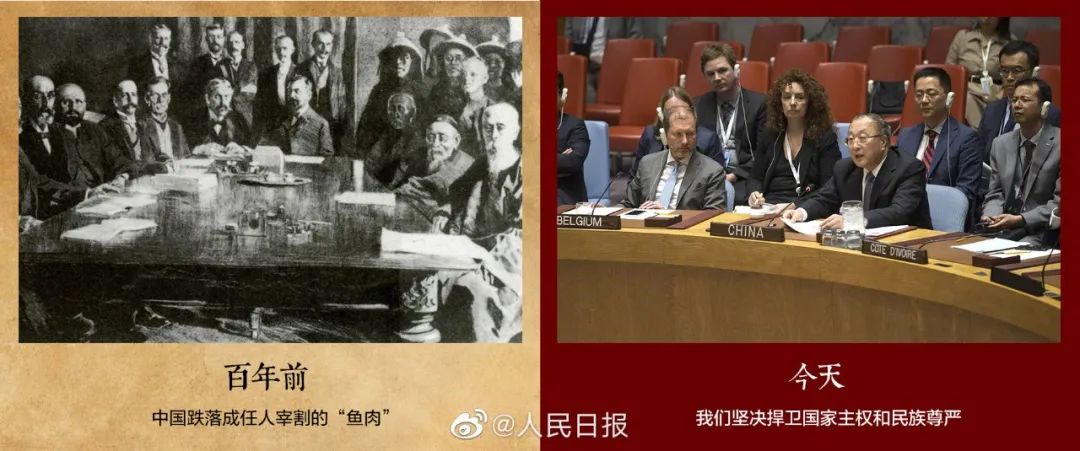 BELGIUM
CHINA
CÔTE D'IVOIRE
百年前
中国跌落成任人宰割的“鱼肉”
今天
我们坚决捍卫国家主权和民族尊严
@人民日报